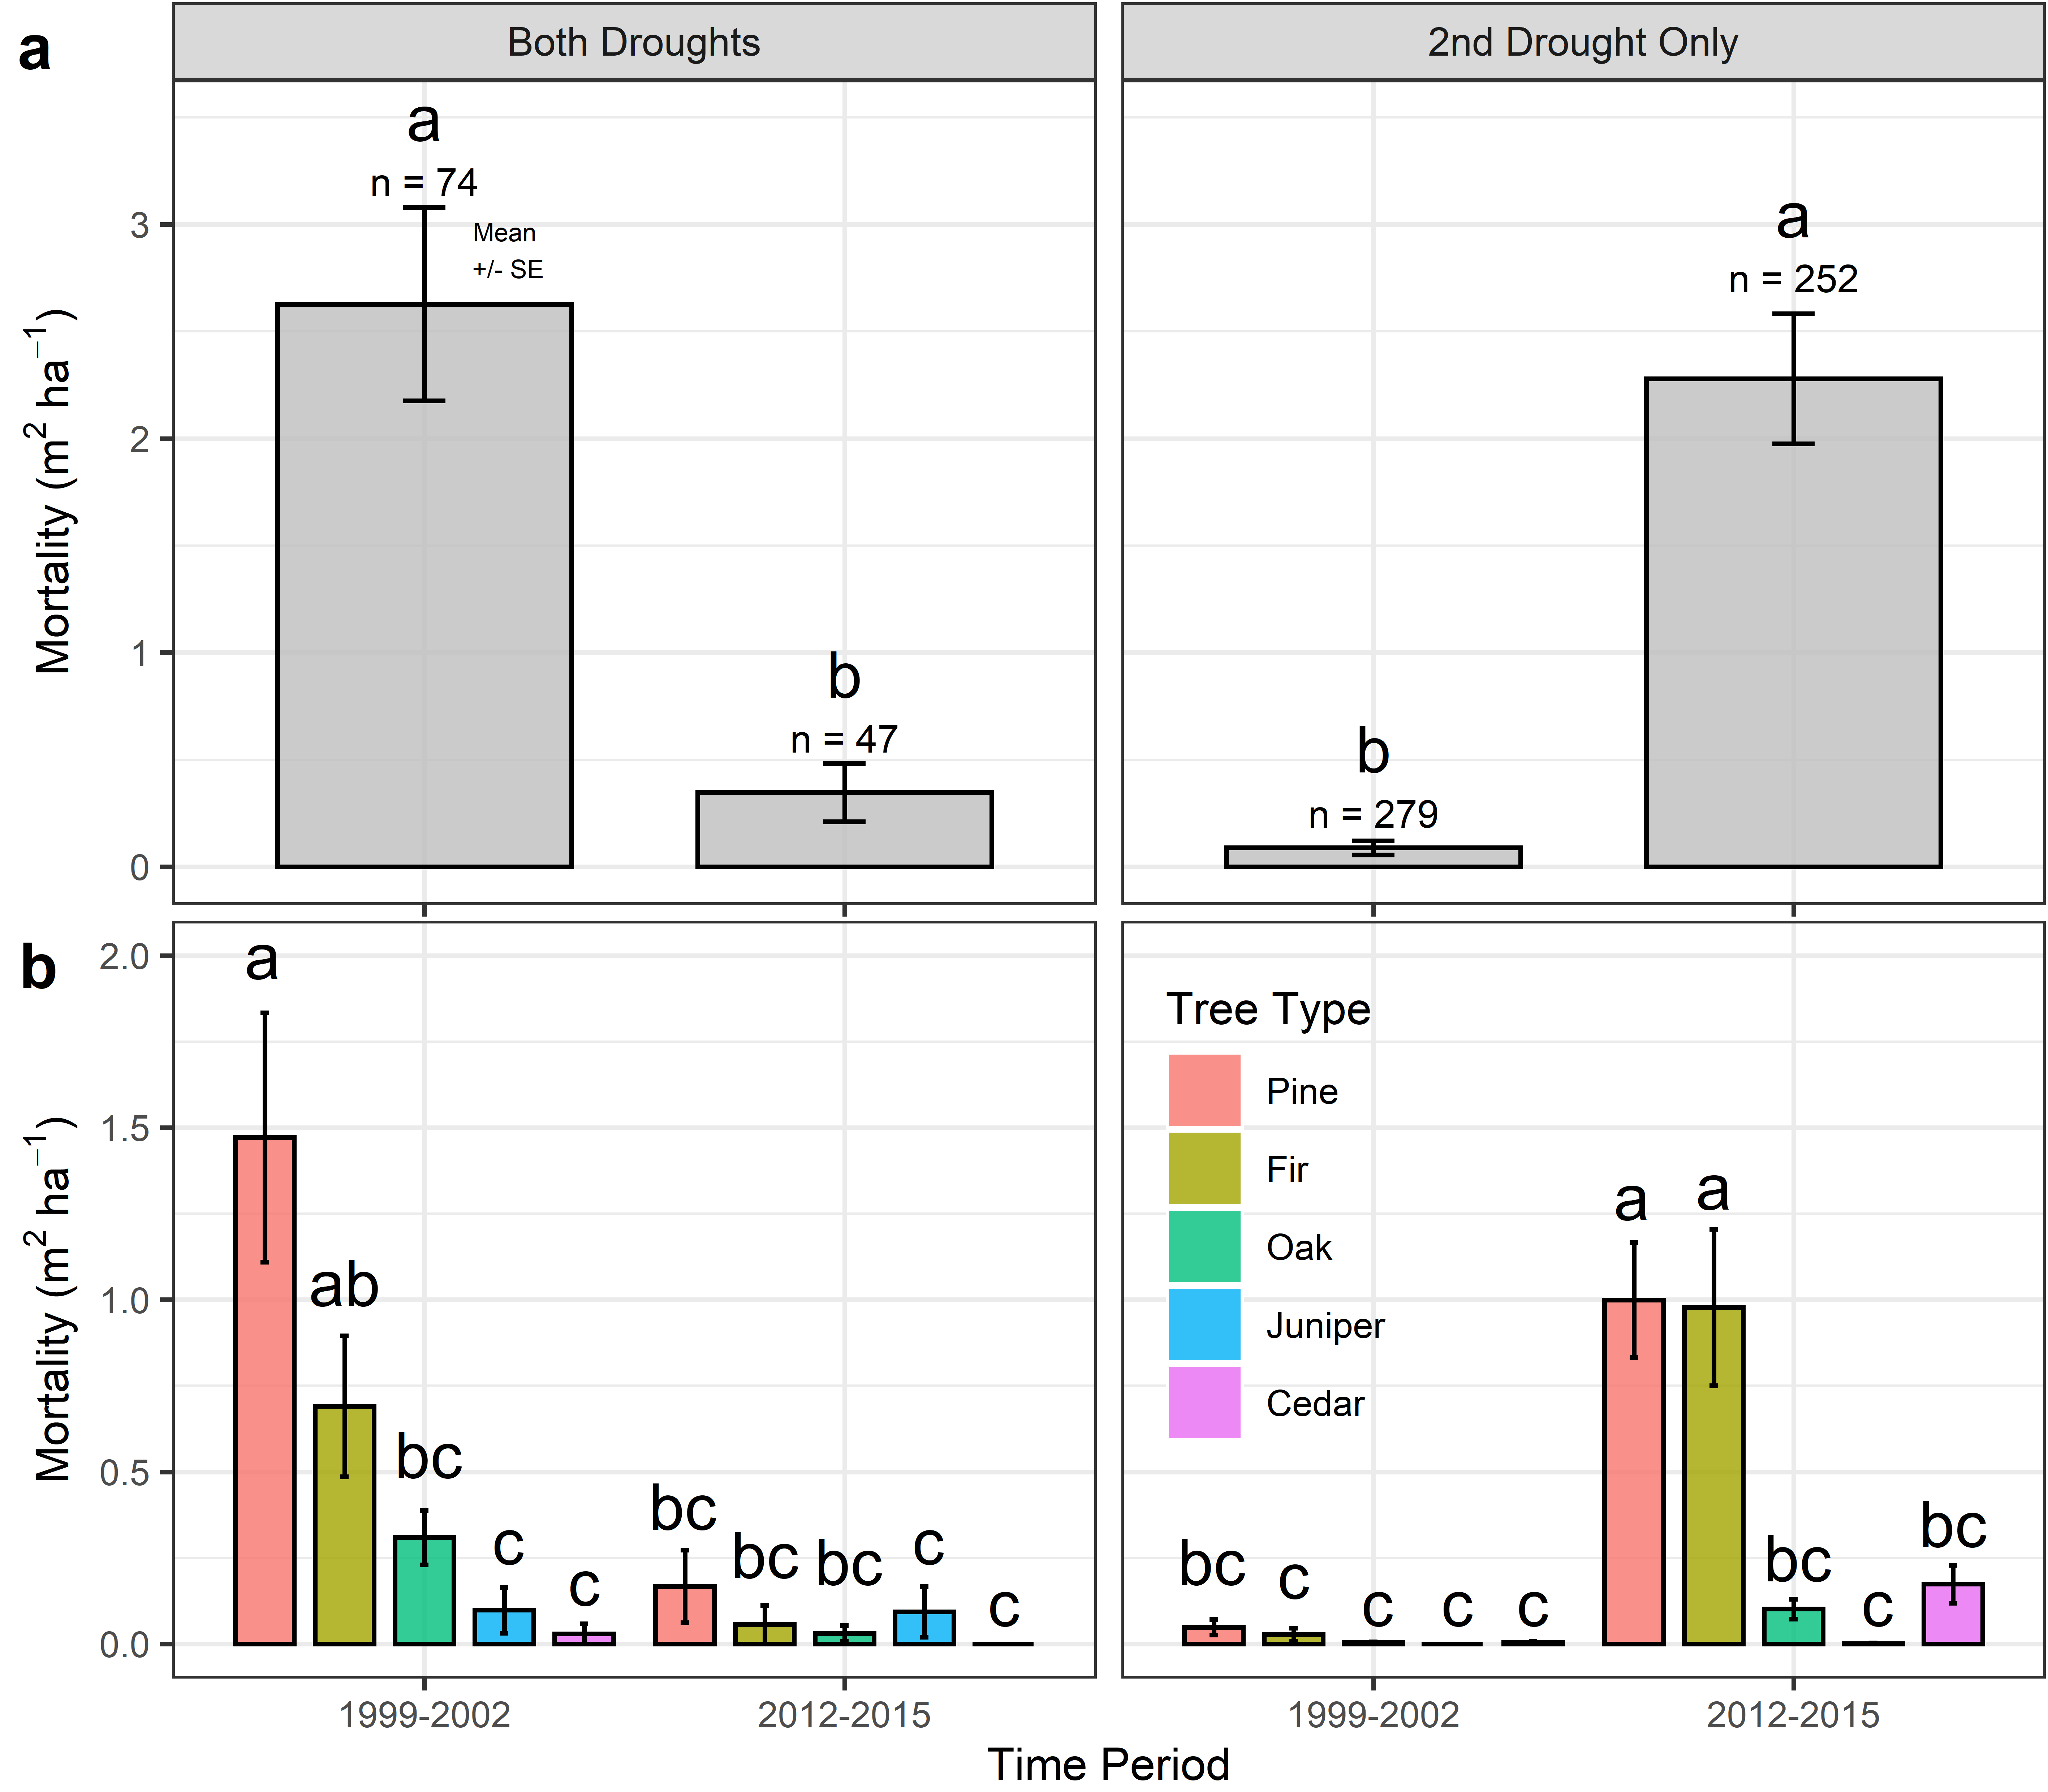 a
Both Droughts
2nd Drought Only
Mortality (m² ha⁻¹)
3
2
1
0
a
n = 74
Mean
+/- SE
b
n = 47
b
n = 279
a
n = 252
b
Mortality (m² ha⁻¹)
2.0
1.5
1.0
0.5
0.0
a
ab
bc
c
c
bc
bc
bc
c
c
Tree Type
Pine
Fir
Oak
Juniper
Cedar
bc
c
c
c
c
a
a
bc
c
bc
1999-2002
2012-2015
1999-2002
2012-2015
Time Period